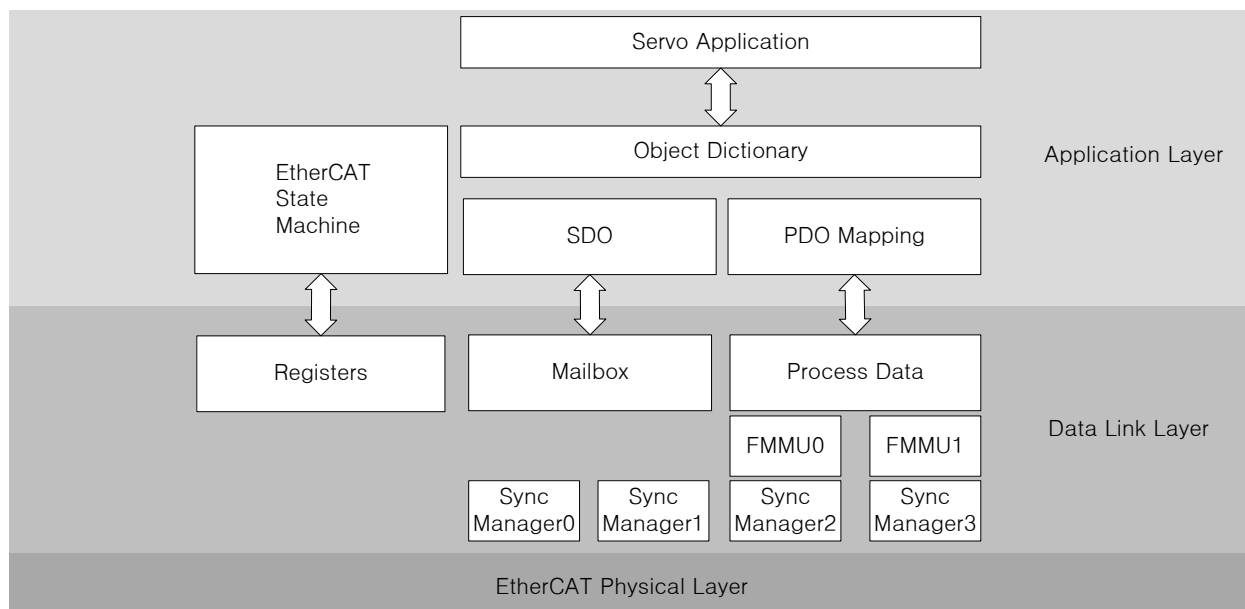 Servo Application
Object Dictionary
Application Layer
EtherCAT
State
Machine
SDO
PDO Mapping
Registers
Mailbox
Process Data
Data Link Layer
FMMU0
FMMU1
Sync
Manager0
Sync
Manager1
Sync
Manager2
Sync
Manager3
EtherCAT Physical Layer